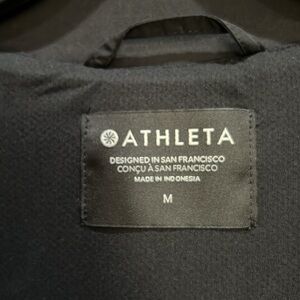 ATHLETA
DESIGNED IN SAN FRANCISCO
CONÇU À SAN FRANCISCO
MADE IN INDONESIA
M